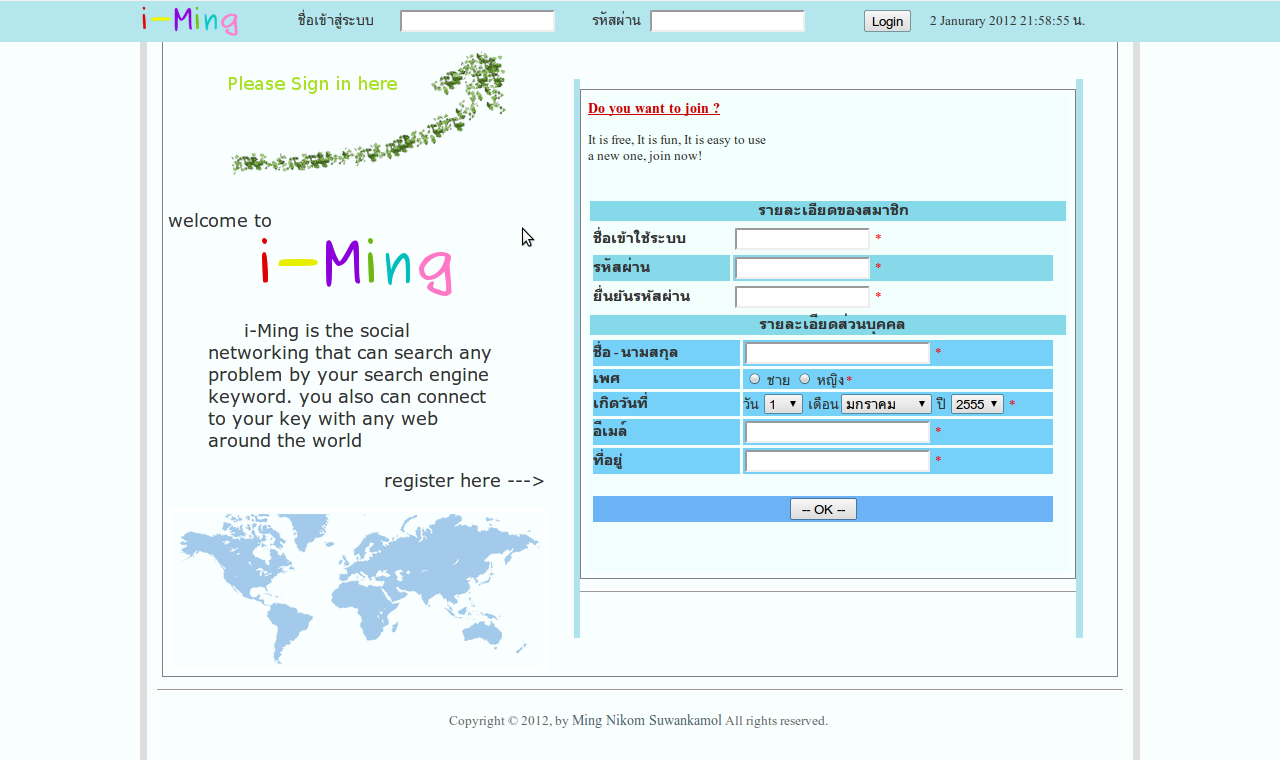 i-Ming ชื่อเข้าสู่ระบบ รหัสผ่าน Login 2 Janurary 2012 21:58:55 น.
Please Sign in here
welcome to
i-Ming
i-Ming is the social
networking that can search any
problem by your search engine
keyword. you also can connect
to your key with any web
around the world
register here --->
Do you want to join ?
It is free, It is fun, It is easy to use
a new one, join now!
รายละเอียดของสมาชิก
ชื่อเข้าใช้ระบบ *
รหัสผ่าน *
ยื่นยันรหัสผ่าน *
รายละเอียดส่วนบุคคล
ชื่อ - นามสกุล *
เพศ ชาย หญิง *
เกิดวันที่ วัน 1 เดือน มกราคม ปี 2555 *
อีเมล์ *
ที่อยู่ *
-- OK --
Copyright © 2012, by Ming Nikom Suwankamol All rights reserved.